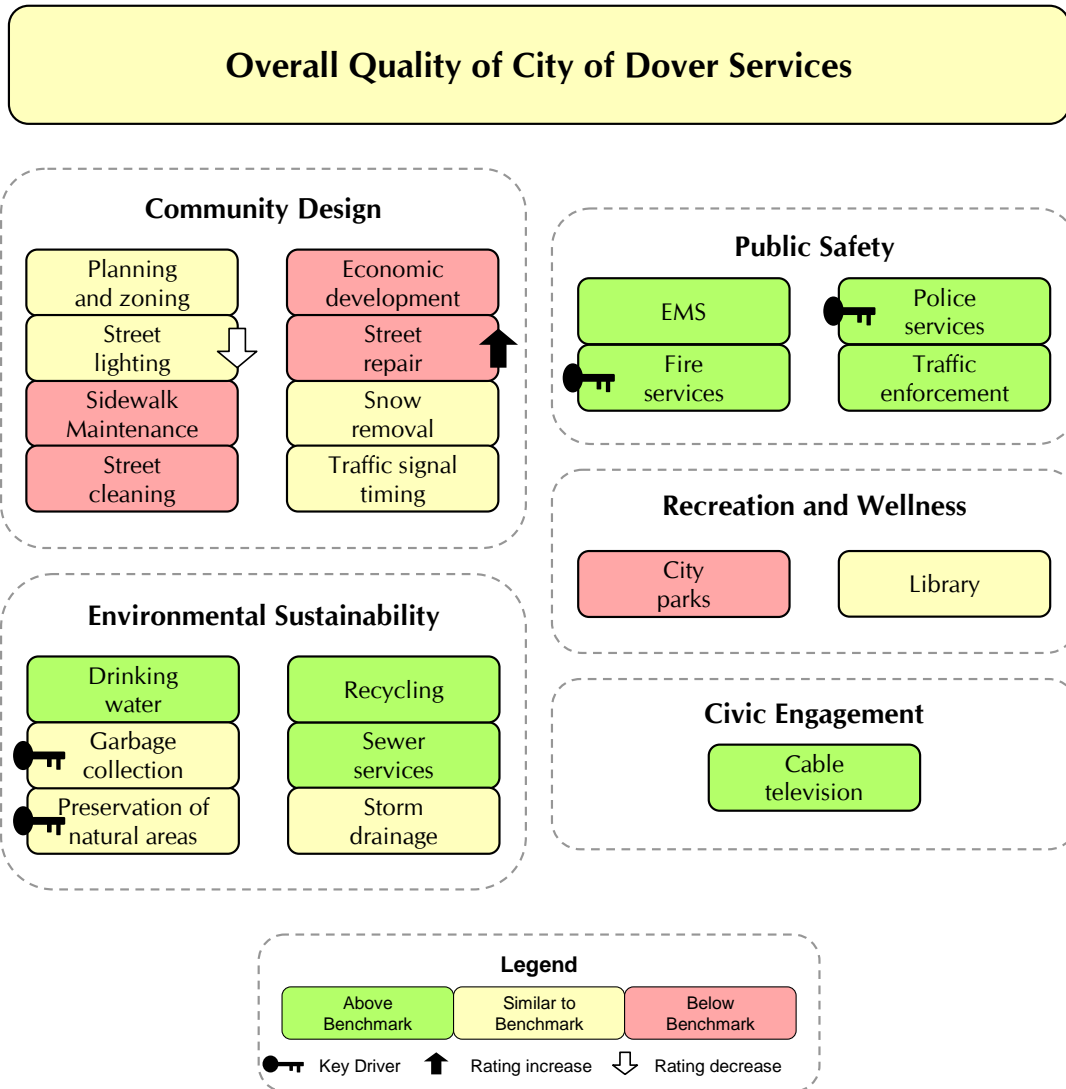 Overall Quality of City of Dover Services
Community Design
Planning
and zoning
Street
lighting
Sidewalk
Maintenance
Street
cleaning
Economic
development
Street
repair
Snow
removal
Traffic signal
timing
Public Safety
EMS
Fire
services
Police
services
Traffic
enforcement
Recreation and Wellness
City
parks
Library
Environmental Sustainability
Drinking
water
Garbage
collection
Preservation of
natural areas
Recycling
Sewer
services
Storm
drainage
Civic Engagement
Cable
television
Legend
Above
Benchmark
Similar to
Benchmark
Below
Benchmark
Key Driver
Rating increase
Rating decrease